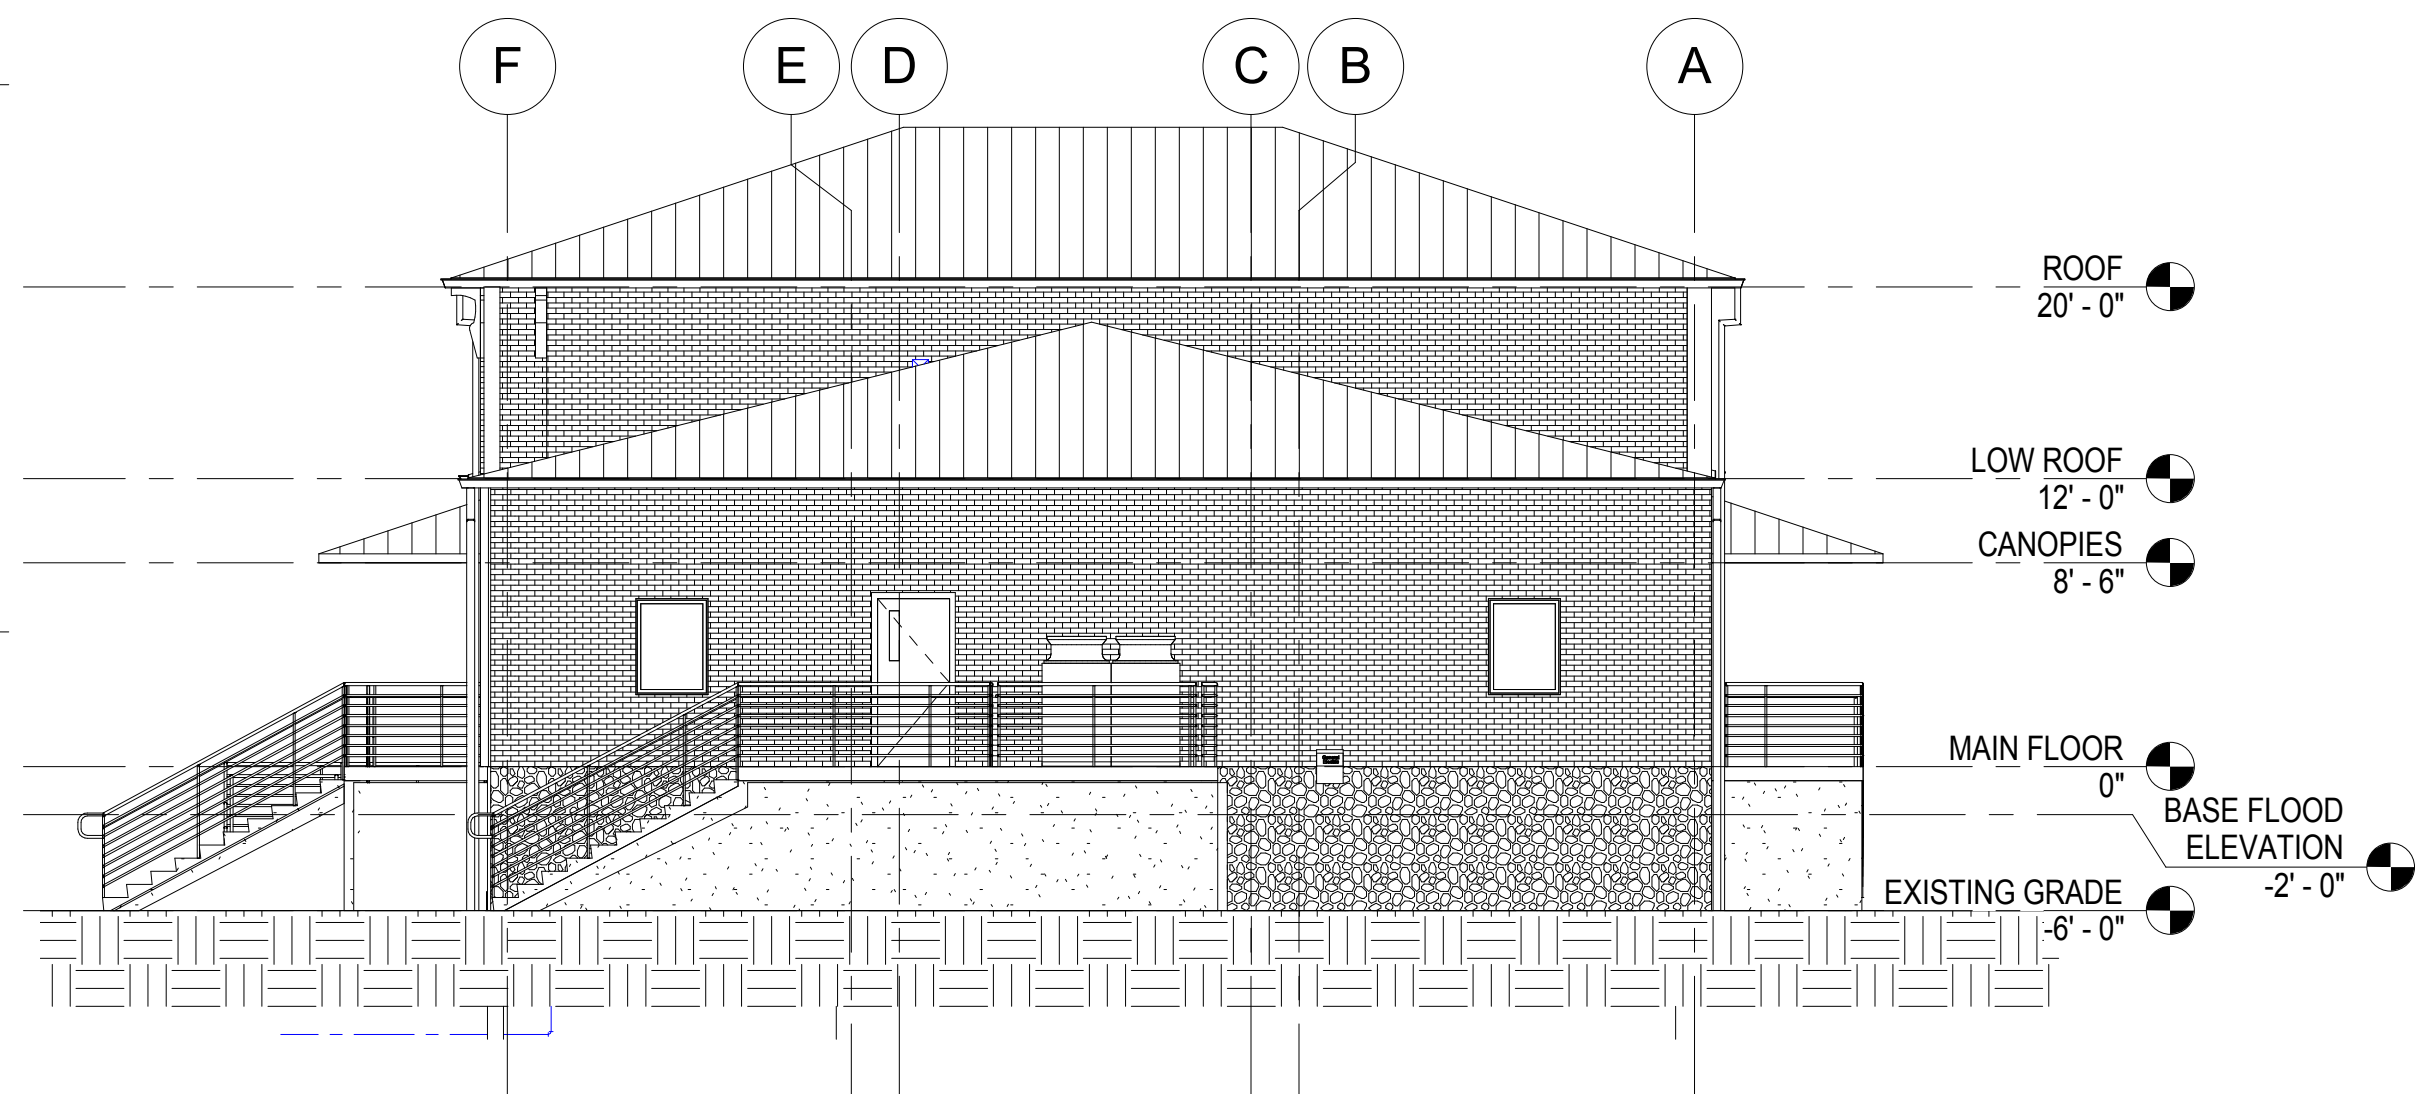 F
E
D
C
B
A
ROOF
20' - 0"
LOW ROOF
12' - 0"
CANOPIES
8' - 6"
MAIN FLOOR
0"
BASE FLOOD
ELEVATION
-2' - 0"
EXISTING GRADE
-6' - 0"